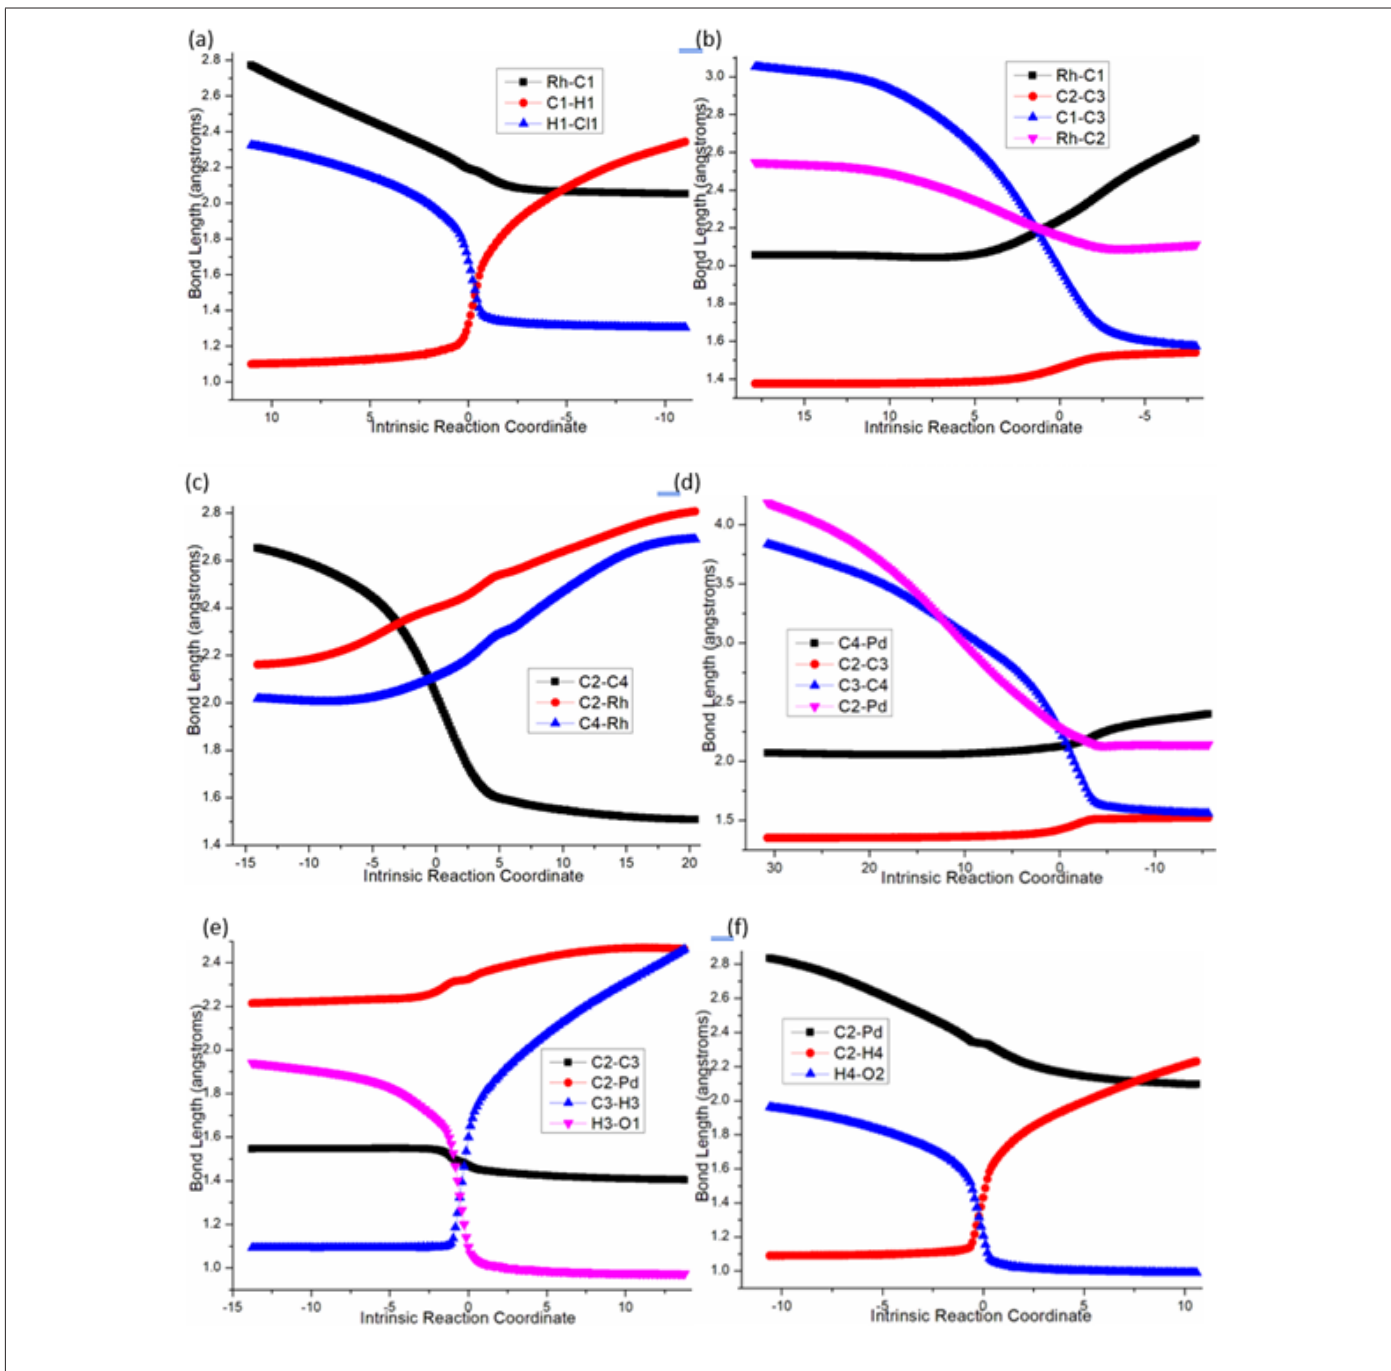 (a)
2.8
2.6
2.4
2.2
2.0
1.8
1.6
1.4
1.2
1.0
Bond Length (angstroms)
Rh-C1
C1-H1
H1-Cl1
10 5 0 -5 -10
Intrinsic Reaction Coordinate
(b)
3.0
2.8
2.6
2.4
2.2
2.0
1.8
1.6
1.4
Bond Length (angstroms)
Rh-C1
C2-C3
C1-C3
Rh-C2
15 10 5 0 -5
Intrinsic Reaction Coordinate
(c)
2.8
2.6
2.4
2.2
2.0
1.8
1.6
1.4
Bond Length (angstroms)
C2-C4
C2-Rh
C4-Rh
-15 -10 -5 0 5 10 15 20
Intrinsic Reaction Coordinate
(d)
4.0
3.5
3.0
2.5
2.0
1.5
Bond Length (angstroms)
C4-Pd
C2-C3
C3-C4
C2-Pd
30 20 10 0 -10
Intrinsic Reaction Coordinate
(e)
2.4
2.2
2.0
1.8
1.6
1.4
1.2
1.0
Bond Length (angstroms)
C2-C3
C2-Pd
C3-H3
H3-O1
-15 -10 -5 0 5 10
Intrinsic Reaction Coordinate
(f)
2.8
2.6
2.4
2.2
2.0
1.8
1.6
1.4
1.2
1.0
Bond Length (angstroms)
C2-Pd
C2-H4
H4-O2
-10 -5 0 5 10
Intrinsic Reaction Coordinate